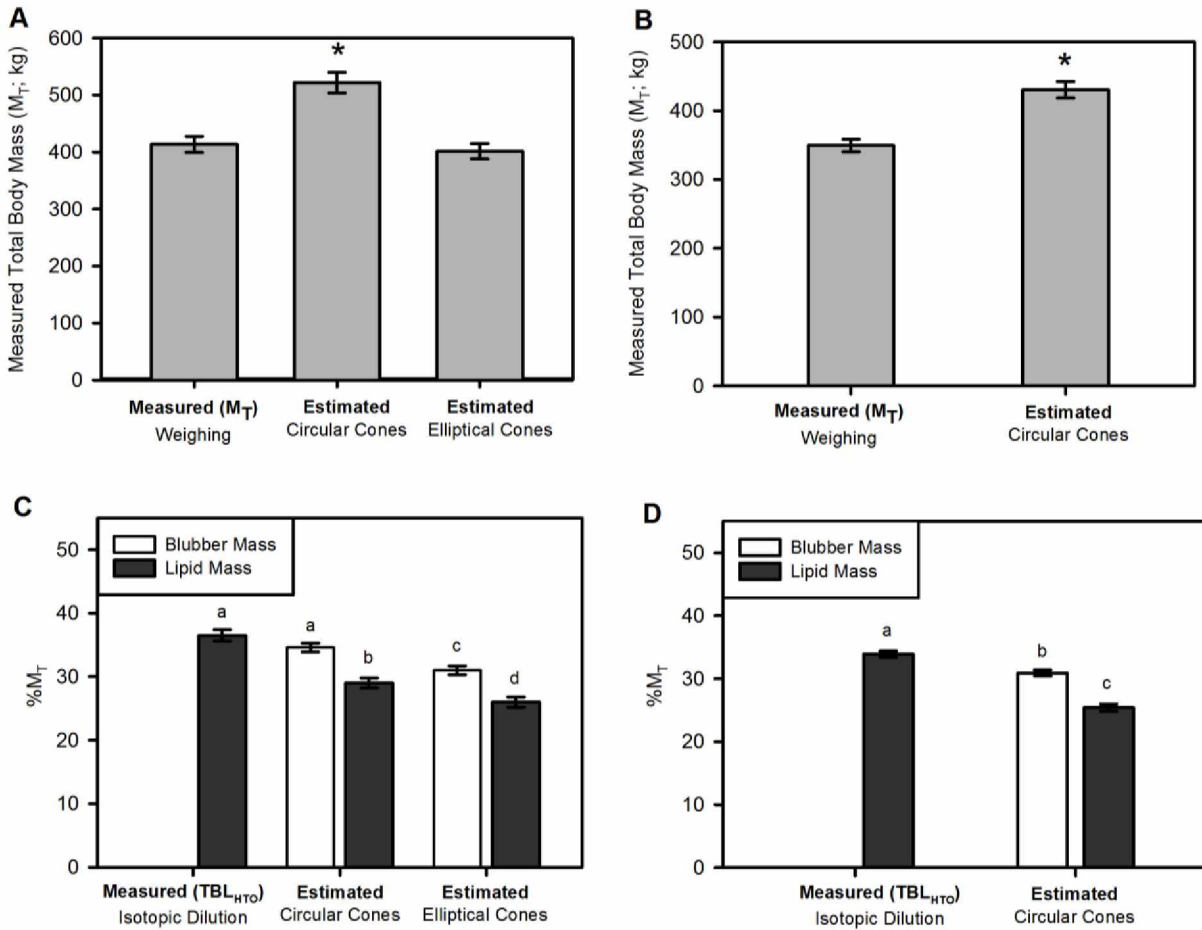 A
Measured Total Body Mass (M_T; kg)
600
500
400
300
200
100
0
*
Measured (M_T)
Weighing
Estimated
Circular Cones
Estimated
Elliptical Cones
B
Measured Total Body Mass (M_T; kg)
500
400
300
200
100
0
*
Measured (M_T)
Weighing
Estimated
Circular Cones
C
%M_T
50
40
30
20
10
0
Blubber Mass
Lipid Mass
a
a
b
c
d
Measured (TBL_HTO)
Isotopic Dilution
Estimated
Circular Cones
Estimated
Elliptical Cones
D
%M_T
50
40
30
20
10
0
Blubber Mass
Lipid Mass
a
b
c
Measured (TBL_HTO)
Isotopic Dilution
Estimated
Circular Cones